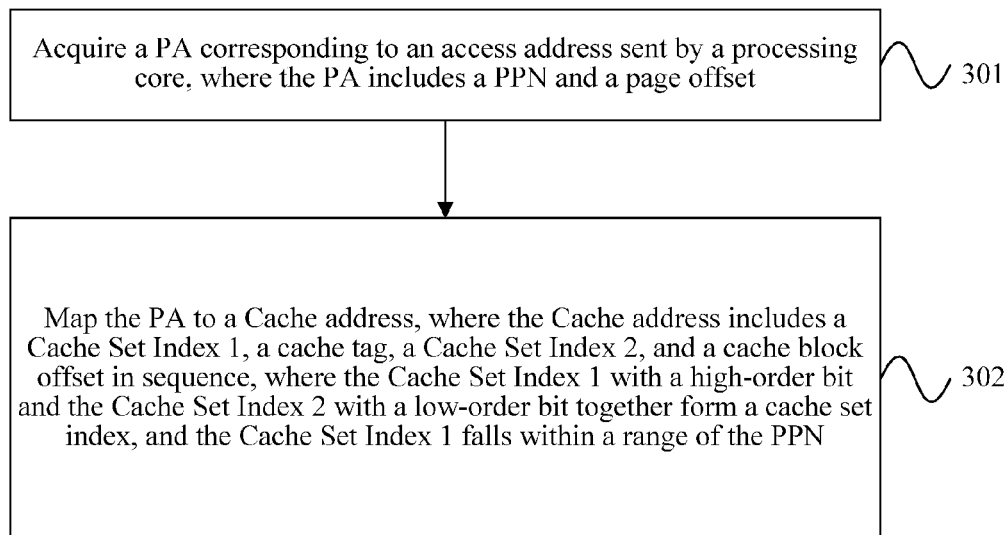 Acquire a PA corresponding to an access address sent by a processing
core, where the PA includes a PPN and a page offset
301
Map the PA to a Cache address, where the Cache address includes a
Cache Set Index 1, a cache tag, a Cache Set Index 2, and a cache block
offset in sequence, where the Cache Set Index 1 with a high-order bit
and the Cache Set Index 2 with a low-order bit together form a cache set
index, and the Cache Set Index 1 falls within a range of the PPN
302